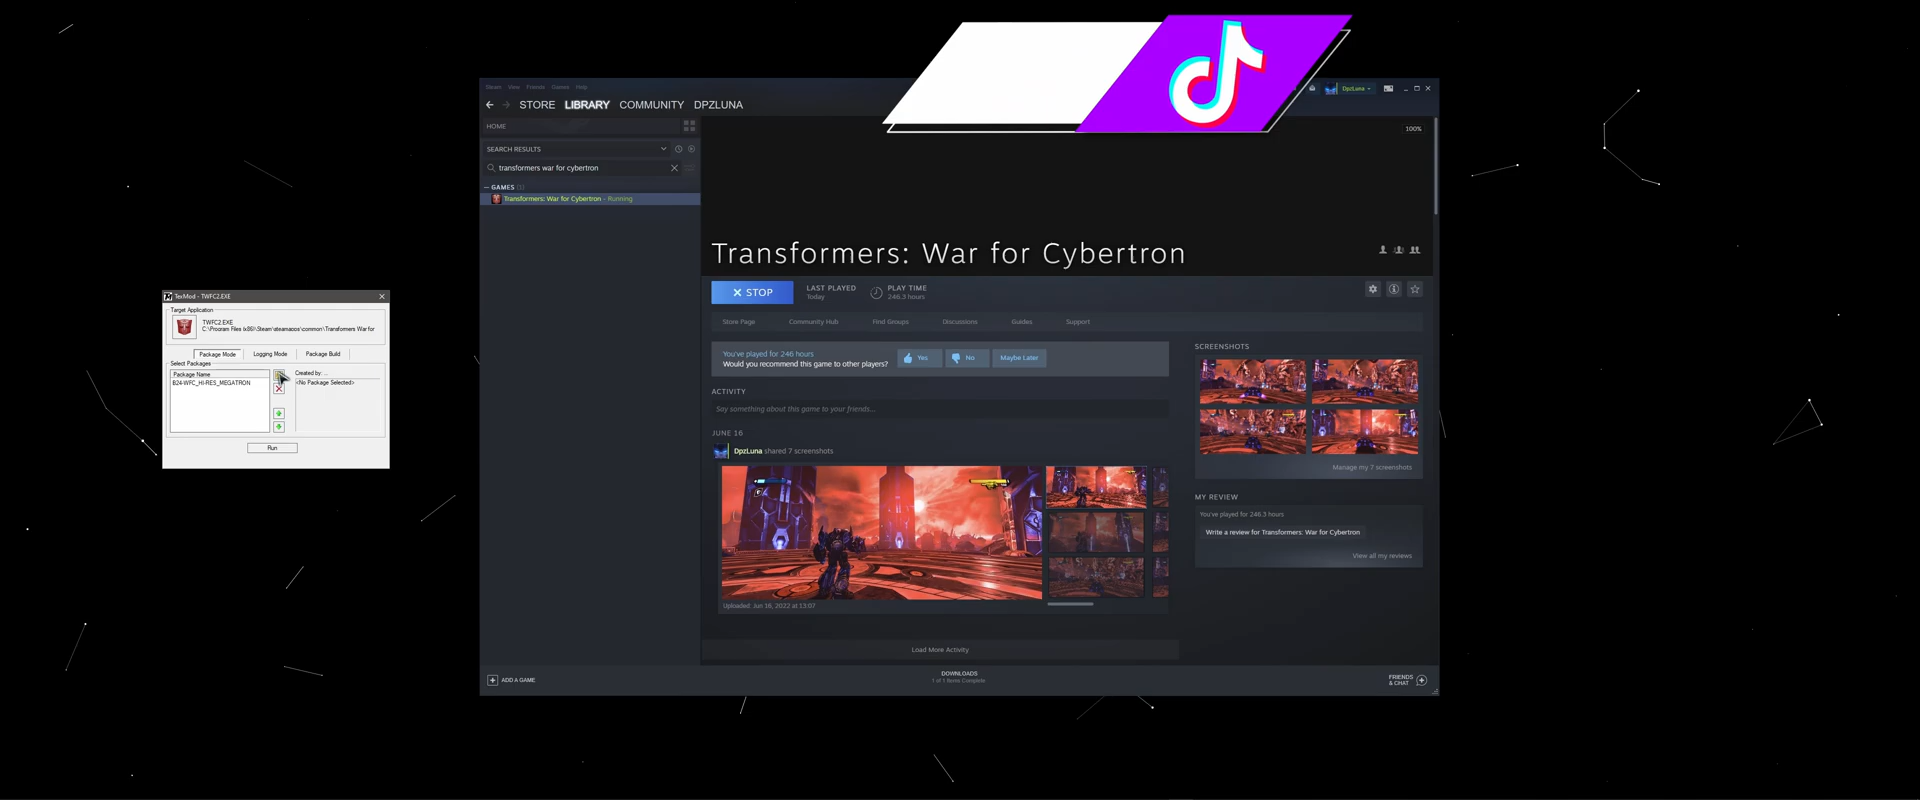 Steam View Friends Games Help
STORE LIBRARY COMMUNITY DPZLUNA
DpzLuna
HOME
100%
SEARCH RESULTS
transformers war for cybertron
GAMES (1)
Transformers: War for Cybertron - Running
Transformers: War for Cybertron
STOP
LAST PLAYED
Today
PLAY TIME
246.3 hours
Store Page Community Hub Find Groups Discussions Guides Support
You've played for 246 hours
Would you recommend this game to other players?
Yes No Maybe Later
ACTIVITY
Say something about this game to your friends...
JUNE 16
DpzLuna shared 7 screenshots
Uploaded: Jun 16, 2022 at 13:07
Load More Activity
SCREENSHOTS
Manage my 7 screenshots
MY REVIEW
You've played for 246.3 hours
Write a review for Transformers: War for Cybertron
View all my reviews
ADD A GAME
DOWNLOADS
1 of 1 Items Complete
FRIENDS
& CHAT
TexMod - TWFC2.EXE
Target Application
TWFC2.EXE
C:\Program Files (x86)\Steam\steamapps\common\Transformers War for
Package Mode Logging Mode Package Build
Select Packages
Package Name
B24-WFC_HI-RES_MEGATRON
Created by: ...
<No Package Selected>
Run